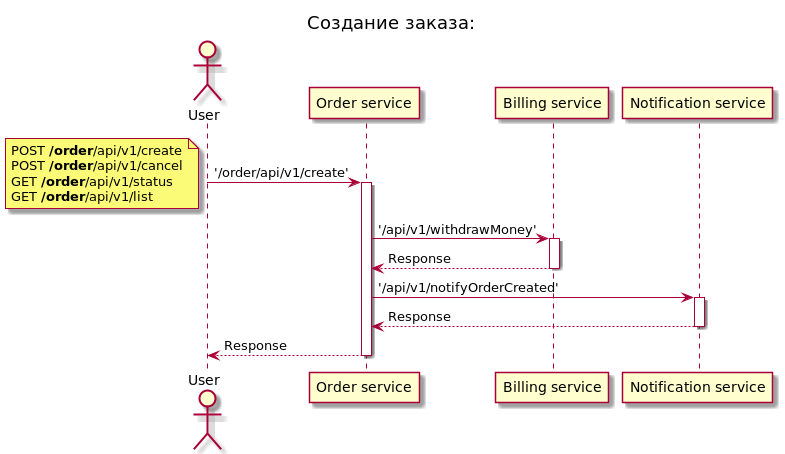 Создание заказа:
User
Order service
Billing service
Notification service
POST /order/api/v1/create
POST /order/api/v1/cancel
GET /order/api/v1/status
GET /order/api/v1/list
'/order/api/v1/create'
'/api/v1/withdrawMoney'
Response
'/api/v1/notifyOrderCreated'
Response
Response
User
Order service
Billing service
Notification service